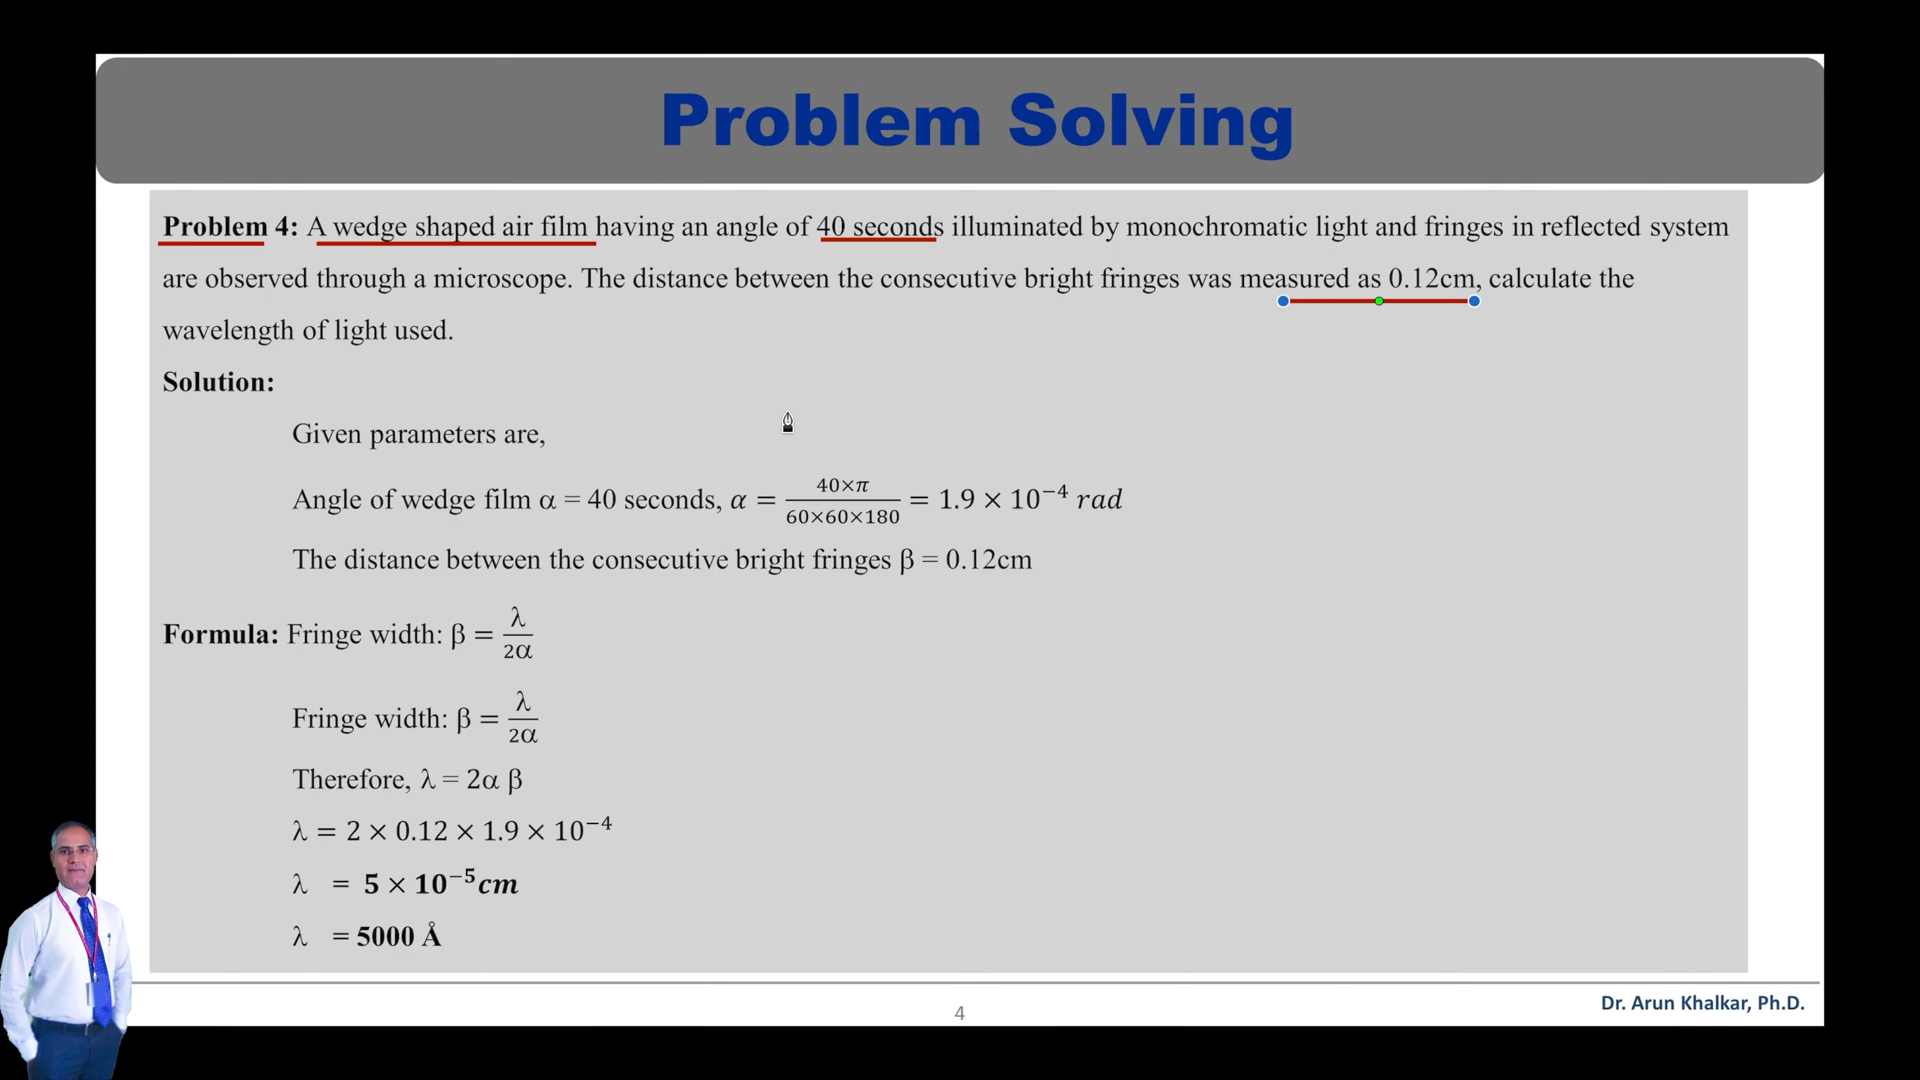 Problem Solving
Problem 4: A wedge shaped air film having an angle of 40 seconds illuminated by monochromatic light and fringes in reflected system
are observed through a microscope. The distance between the consecutive bright fringes was measured as 0.12cm, calculate the
wavelength of light used.
Solution:
Given parameters are,
Angle of wedge film α = 40 seconds, α = 40×π / 60×60×180 = 1.9 × 10⁻⁴ rad
The distance between the consecutive bright fringes β = 0.12cm
Formula: Fringe width: β = λ / 2α
Fringe width: β = λ / 2α
Therefore, λ = 2α β
λ = 2 × 0.12 × 1.9 × 10⁻⁴
λ = 5 × 10⁻⁵cm
λ = 5000 Å
Dr. Arun Khalkar, Ph.D.
4